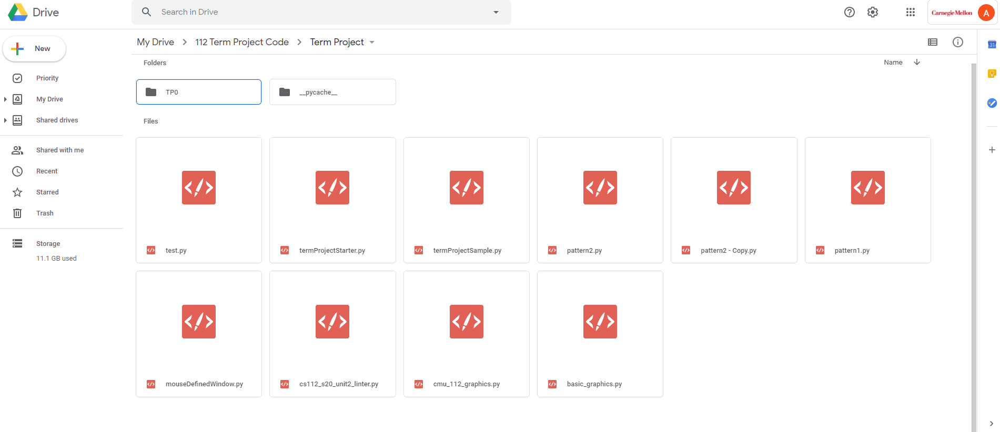 Drive
Search in Drive
Carnegie Mellon
A
New
My Drive > 112 Term Project Code > Term Project
Folders
Name
Priority
My Drive
Shared drives
Shared with me
Recent
Starred
Trash
Storage
11.1 GB used
TP0
__pycache__
Files
test.py
termProjectStarter.py
termProjectSample.py
pattern2.py
pattern2 - Copy.py
pattern1.py
mouseDefinedWindow.py
cs112_s20_unit2_linter.py
cmu_112_graphics.py
basic_graphics.py
31